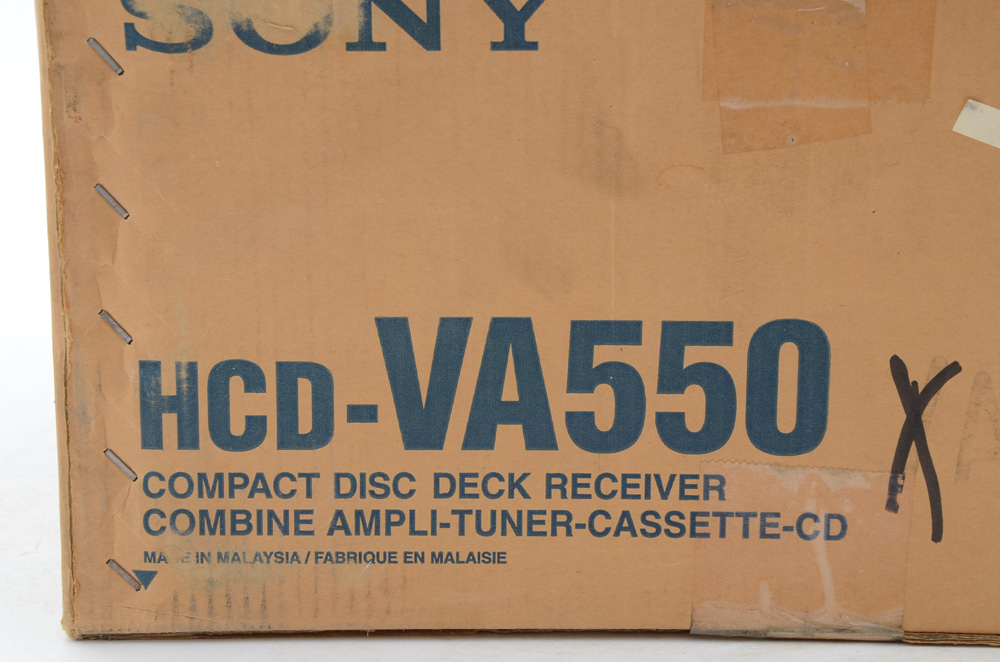 SONY
HCD-VA550
COMPACT DISC DECK RECEIVER
COMBINE AMPLI-TUNER-CASSETTE-CD
MADE IN MALAYSIA / FABRIQUE EN MALAISIE
X